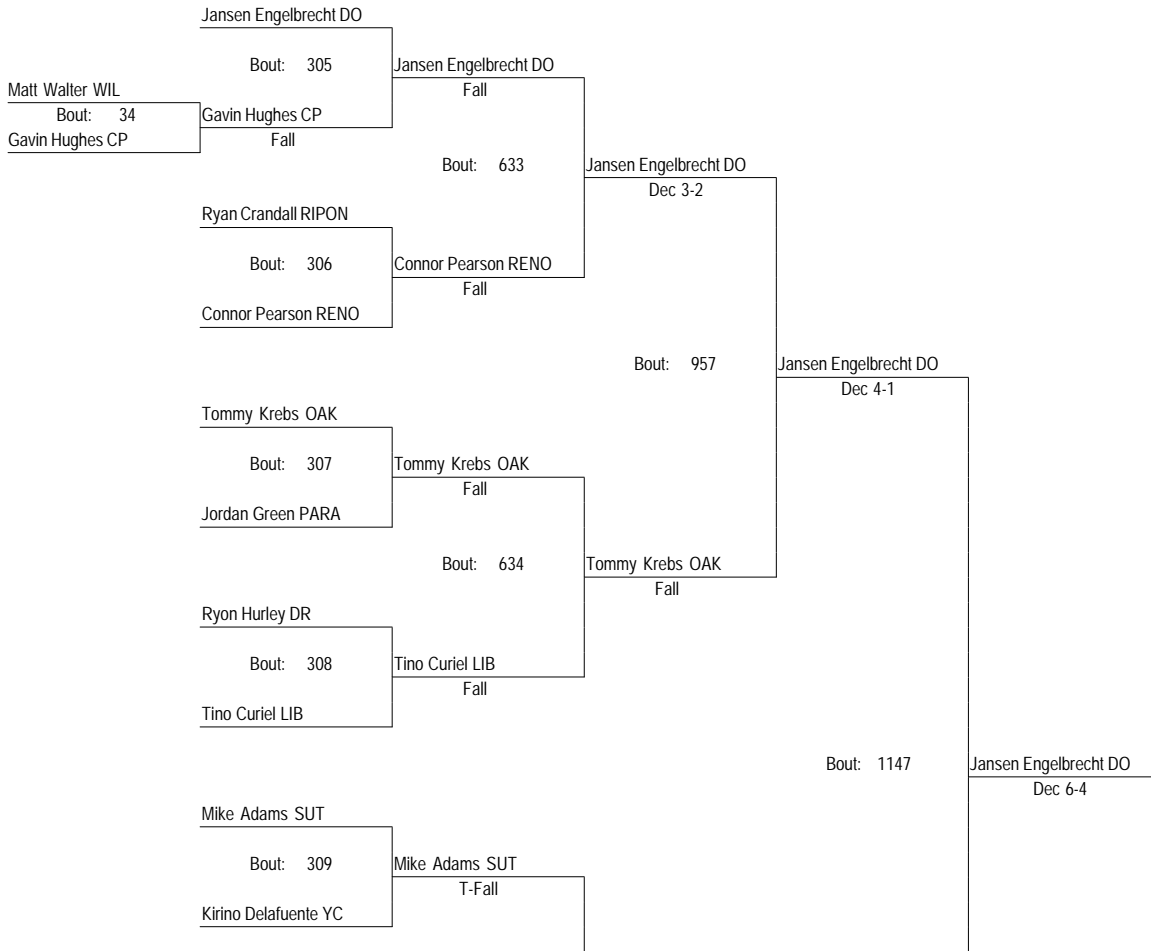 Jansen Engelbrecht DO
Bout: 305
Jansen Engelbrecht DO
Fall
Matt Walter WIL
Bout: 34
Gavin Hughes CP
Gavin Hughes CP
Fall
Bout: 633
Jansen Engelbrecht DO
Dec 3-2
Ryan Crandall RIPON
Bout: 306
Connor Pearson RENO
Fall
Connor Pearson RENO
Bout: 957
Jansen Engelbrecht DO
Dec 4-1
Tommy Krebs OAK
Bout: 307
Tommy Krebs OAK
Fall
Jordan Green PARA
Bout: 634
Tommy Krebs OAK
Fall
Ryon Hurley DR
Bout: 308
Tino Curiel LIB
Fall
Tino Curiel LIB
Bout: 1147
Jansen Engelbrecht DO
Dec 6-4
Mike Adams SUT
Bout: 309
Mike Adams SUT
T-Fall
Kirino Delafuente YC